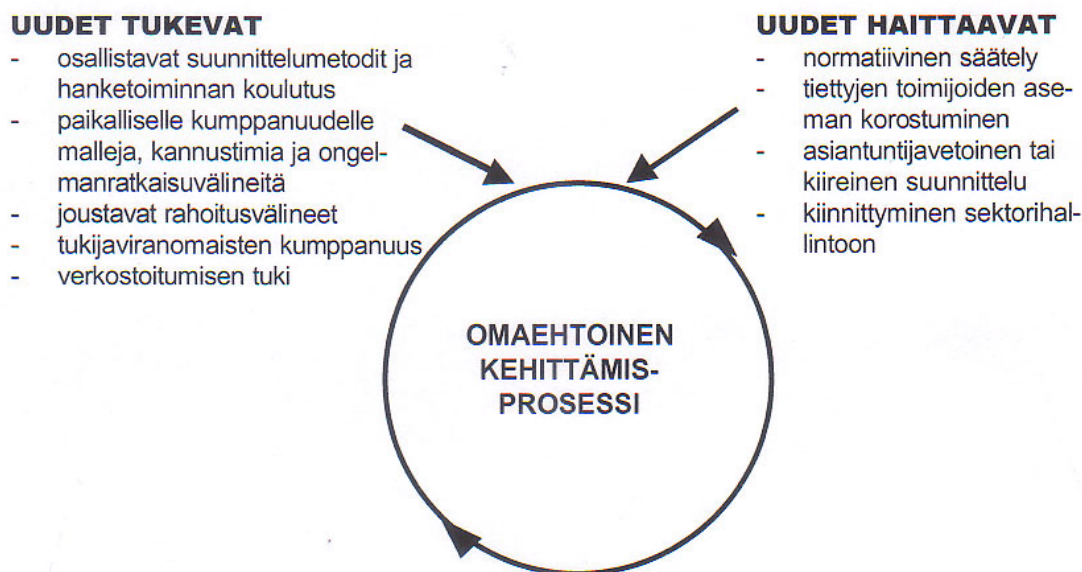 UUDET TUKEVAT
- osallistavat suunnittelumetodit ja
hanketoiminnan koulutus
- paikalliselle kumppanuudelle
malleja, kannustimia ja ongel-
manratkaisuvälineitä
- joustavat rahoitusvälineet
- tukijaviranomaisten kumppanuus
- verkostoitumisen tuki
UUDET HAITTAAVAT
- normatiivinen säätely
- tiettyjen toimijoiden ase-
man korostuminen
- asiantuntijavetoinen tai
kiireinen suunnittelu
- kiinnittyminen sektorihal-
lintoon
OMAEHTOINEN
KEHITTÄMIS-
PROSESSI